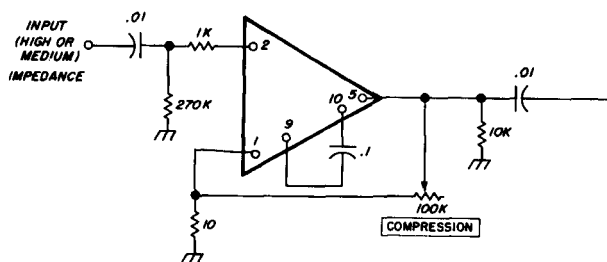 INPUT
(HIGH OR
MEDIUM)
IMPEDANCE
.01
1K
2
270K
1
9
10
5
.1
10
100K
COMPRESSION
10K
.01